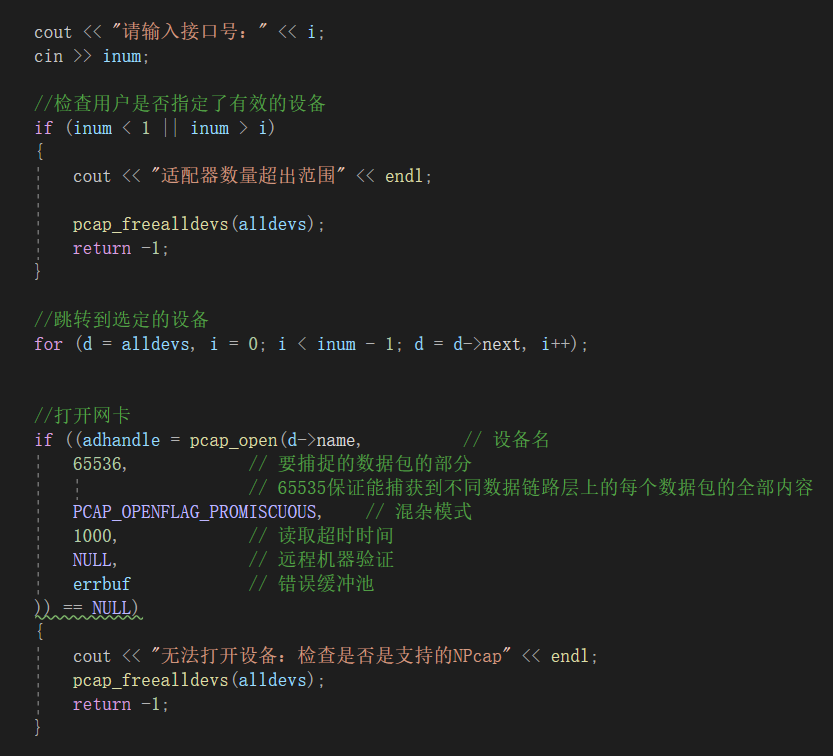 cout << "请输入接口号：" << i;
cin >> inum;
//检查用户是否指定了有效的设备
if (inum < 1 || inum > i)
{
cout << "适配器数量超出范围" << endl;
pcap_freealldevs(alldevs);
return -1;
}
//跳转到选定的设备
for (d = alldevs, i = 0; i < inum - 1; d = d->next, i++);
//打开网卡
if ((adhandle = pcap_open(d->name, // 设备名
65536, // 要捕捉的数据包的部分
// 65535保证能捕获到不同数据链路层上的每个数据包的全部内容
PCAP_OPENFLAG_PROMISCUOUS, // 混杂模式
1000, // 读取超时时间
NULL, // 远程机器验证
errbuf // 错误缓冲池
)) == NULL)
{
cout << "无法打开设备：检查是否是支持的NPcap" << endl;
pcap_freealldevs(alldevs);
return -1;
}